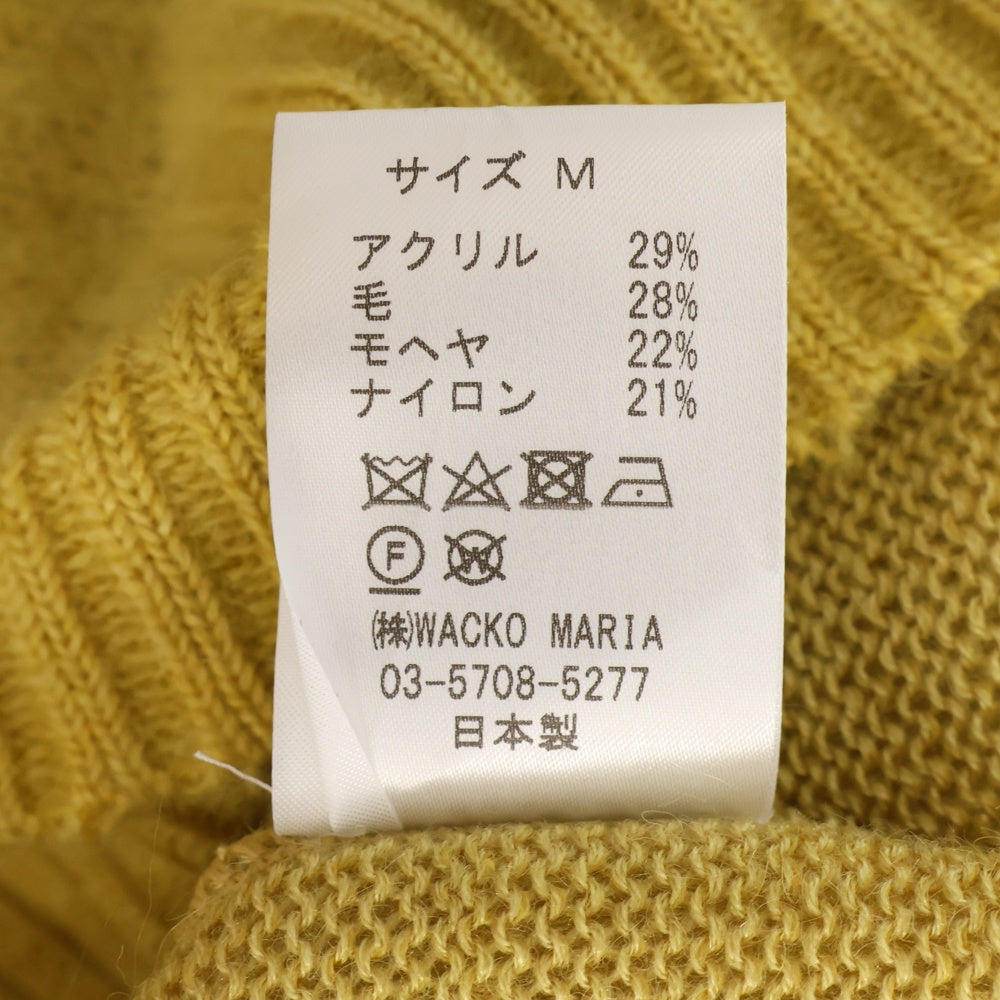 サイズ M
アクリル 29%
毛 28%
モヘヤ 22%
ナイロン 21%
F W
㈱WACKO MARIA
03-5708-5277
日本製